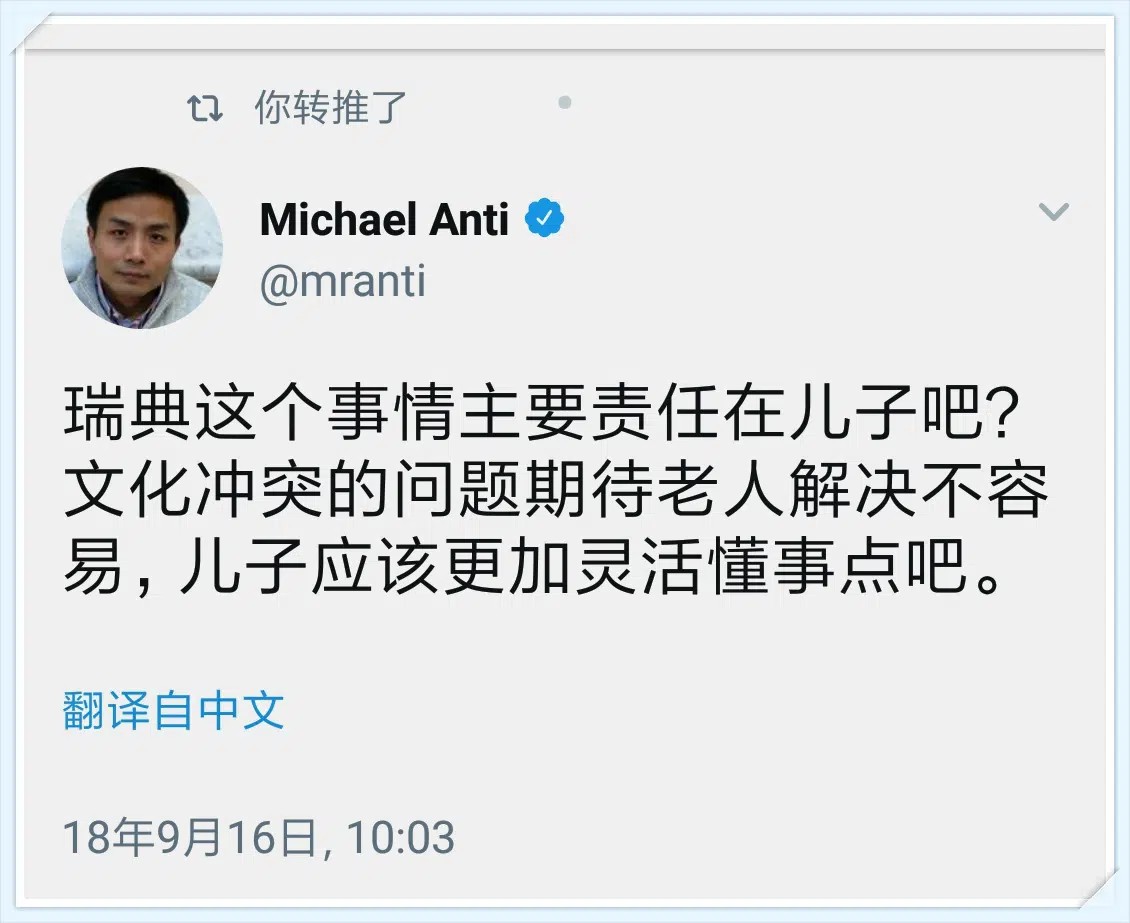 你转推了
Michael Anti
@mranti
瑞典这个事情主要责任在儿子吧？
文化冲突的问题期待老人解决不容
易，儿子应该更加灵活懂事点吧。
翻译自中文
18年9月16日, 10:03